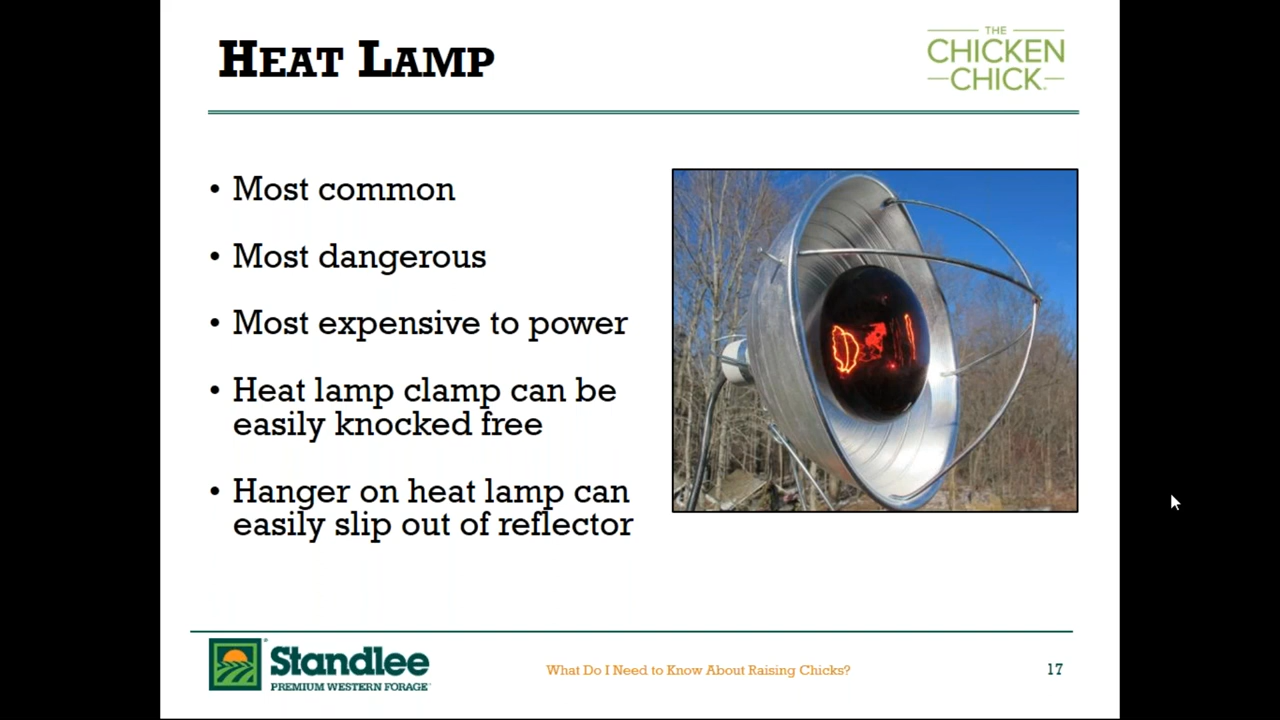 HEAT LAMP
THE
CHICKEN
CHICK®
• Most common
• Most dangerous
• Most expensive to power
• Heat lamp clamp can be
easily knocked free
• Hanger on heat lamp can
easily slip out of reflector
Standlee®
PREMIUM WESTERN FORAGE®
What Do I Need to Know About Raising Chicks?
17